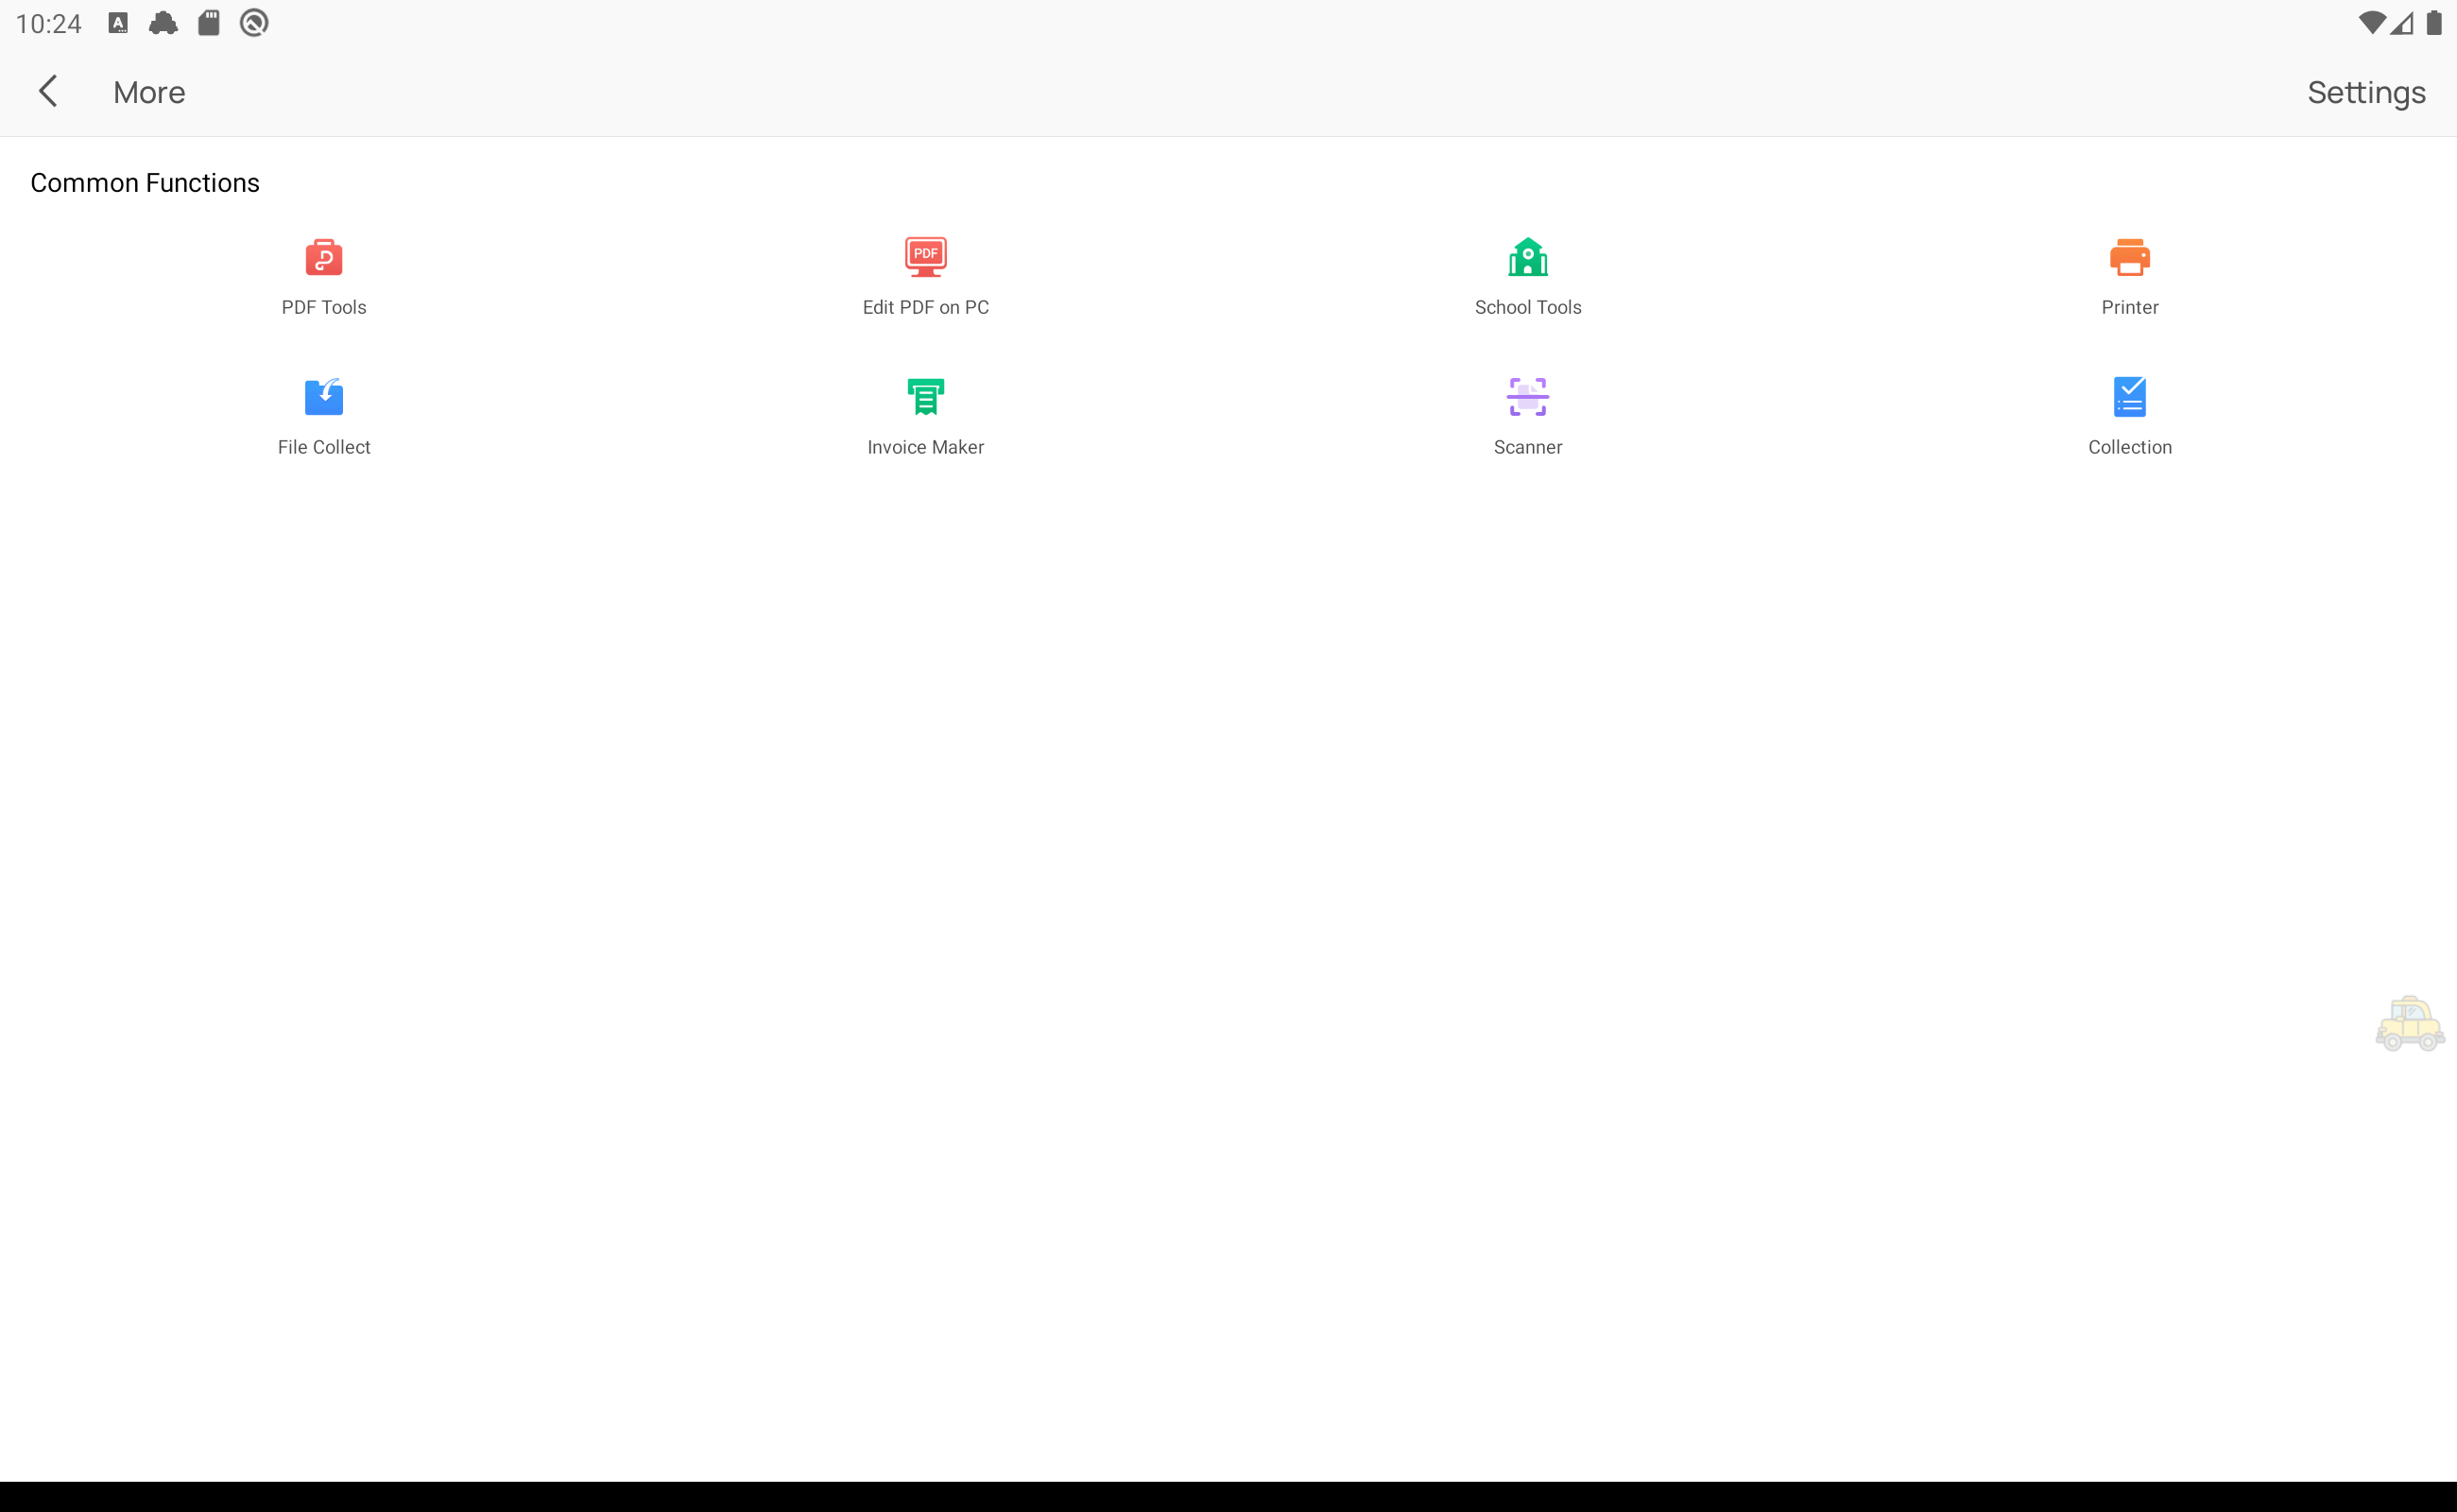 10:24
More
Settings
Common Functions
PDF
PDF Tools
Edit PDF on PC
School Tools
Printer
File Collect
Invoice Maker
Scanner
Collection